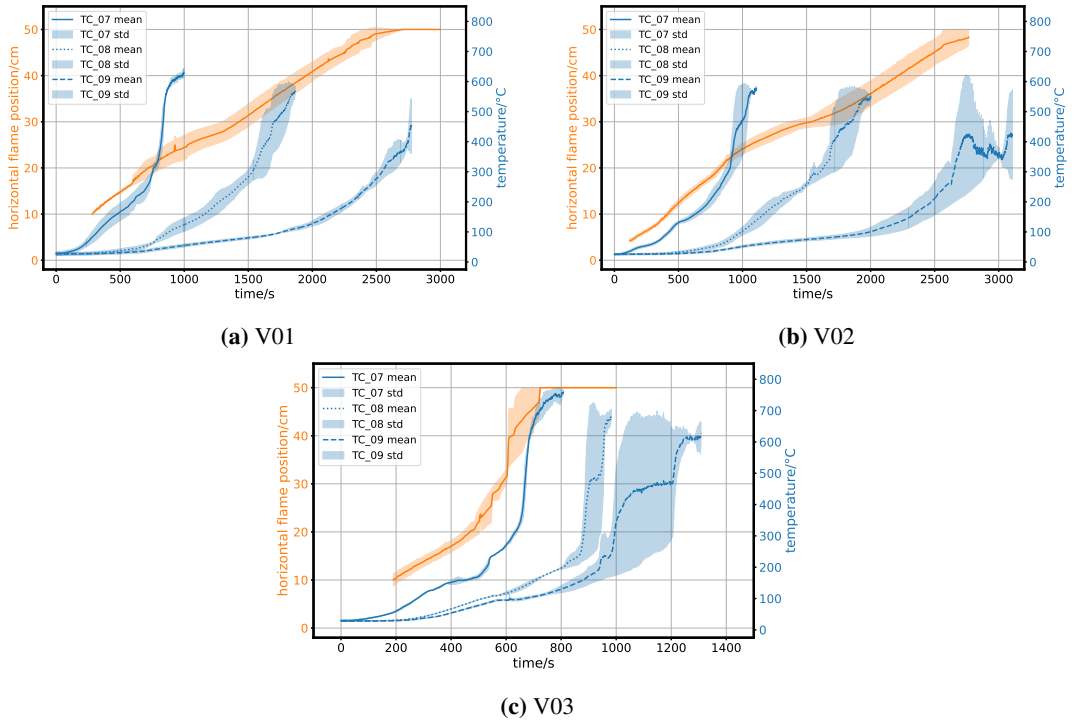 TC_07 mean
TC_07 std
TC_08 mean
TC_08 std
TC_09 mean
TC_09 std
horizontal flame position/cm
0
10
20
30
40
50
temperature/°C
0
100
200
300
400
500
600
700
800
0 500 1000 1500 2000 2500 3000
time/s
(a) V01
TC_07 mean
TC_07 std
TC_08 mean
TC_08 std
TC_09 mean
TC_09 std
horizontal flame position/cm
0
10
20
30
40
50
temperature/°C
0
100
200
300
400
500
600
700
800
0 500 1000 1500 2000 2500 3000
time/s
(b) V02
TC_07 mean
TC_07 std
TC_08 mean
TC_08 std
TC_09 mean
TC_09 std
horizontal flame position/cm
0
10
20
30
40
50
temperature/°C
0
100
200
300
400
500
600
700
800
0 200 400 600 800 1000 1200 1400
time/s
(c) V03